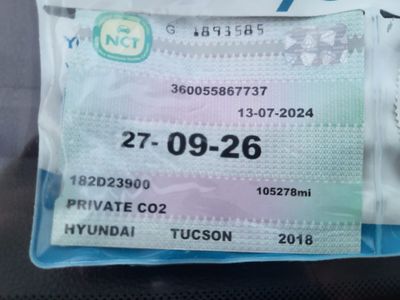 G 1893585
NCT
360055867737
13-07-2024
27- 09-26
182D23900
105278mi
PRIVATE CO2
HYUNDAI TUCSON 2018